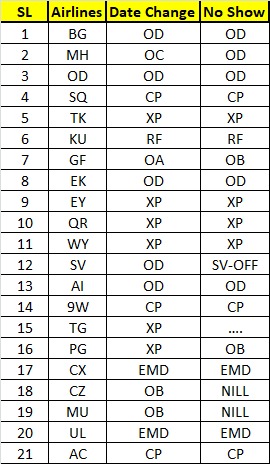 SL Airlines Date Change No Show
1 BG OD OD
2 MH OC OD
3 OD OD OD
4 SQ CP CP
5 TK XP XP
6 KU RF RF
7 GF OA OB
8 EK OD OD
9 EY XP XP
10 QR XP XP
11 WY XP XP
12 SV OD SV-OFF
13 AI OD OD
14 9W CP CP
15 TG XP ....
16 PG XP OB
17 CX EMD EMD
18 CZ OB NILL
19 MU OB NILL
20 UL EMD EMD
21 AC CP CP